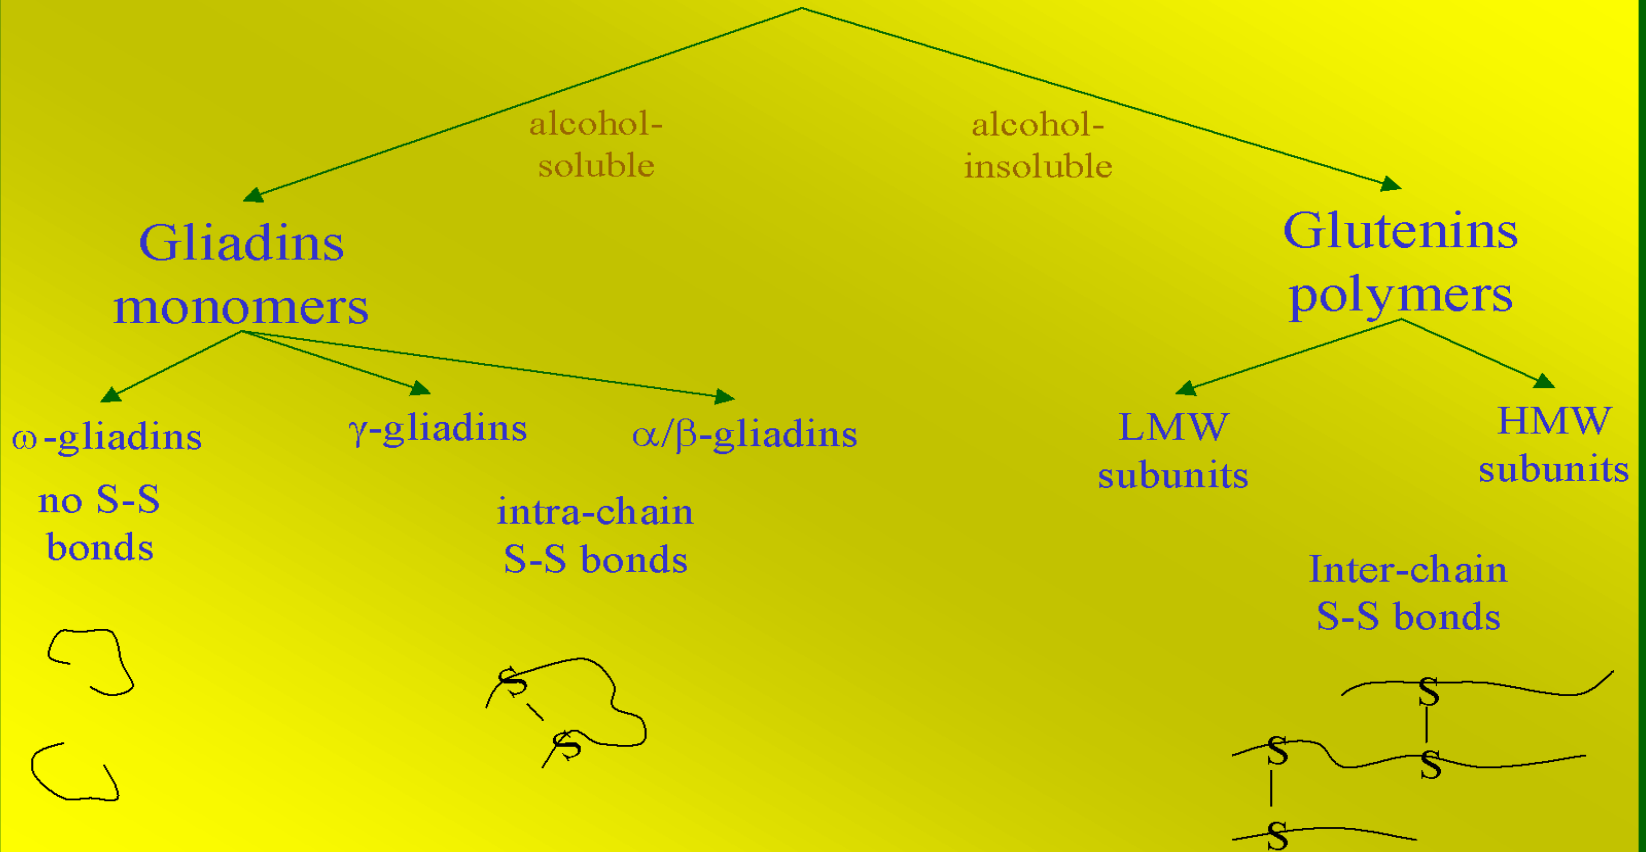 alcohol-
soluble
alcohol-
insoluble
Gliadins
monomers
Glutenins
polymers
ω-gliadins
γ-gliadins
α/β-gliadins
LMW
subunits
HMW
subunits
no S-S
bonds
intra-chain
S-S bonds
Inter-chain
S-S bonds
S
S
S
S
S
S